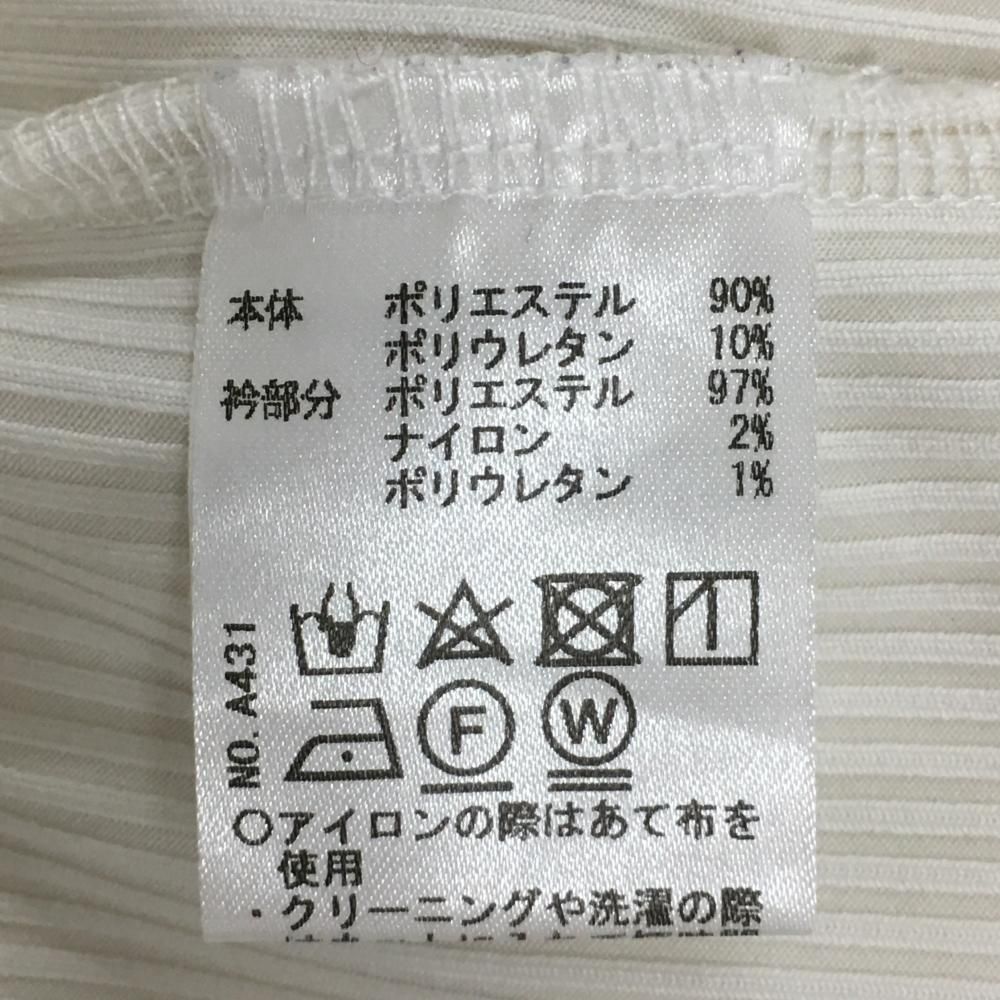 本体 ポリエステル 90%
ポリウレタン 10%
衿部分 ポリエステル 97%
ナイロン 2%
ポリウレタン 1%
NO. A431
F W
○アイロンの際はあて布を
使用
・クリーニングや洗濯の際